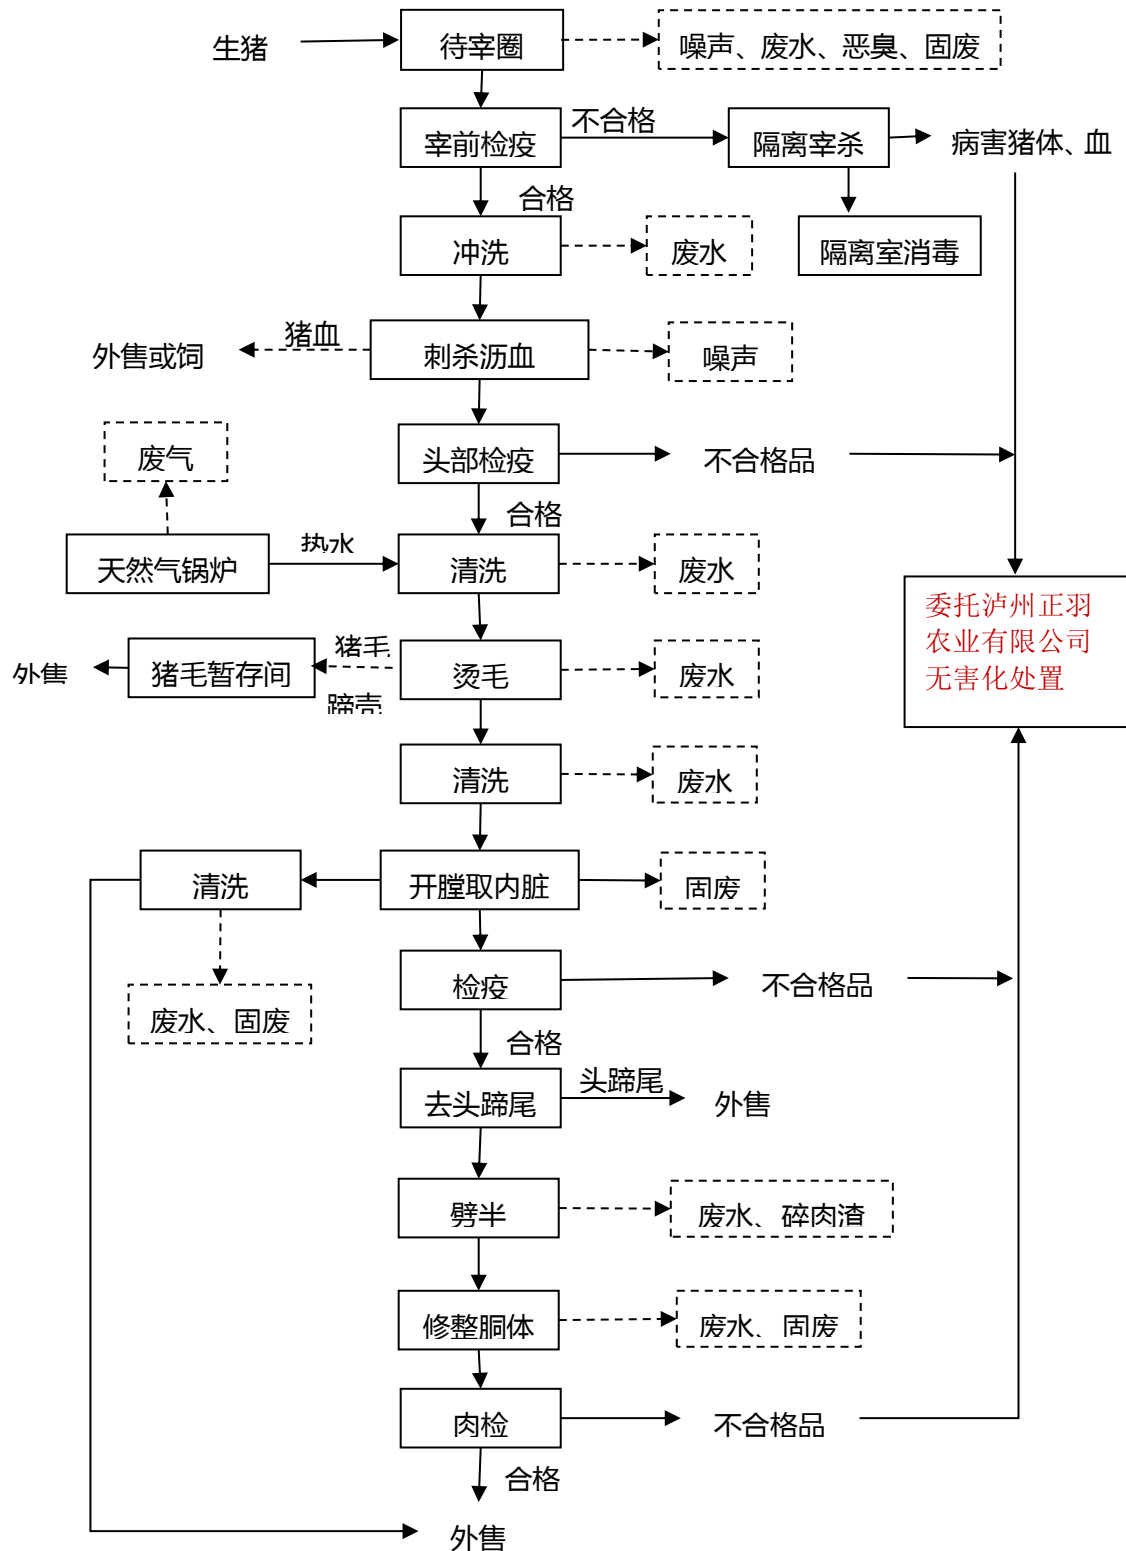 生猪
待宰圈
噪声、废水、恶臭、固废
宰前检疫
不合格
隔离宰杀
病害猪体、血
合格
冲洗
废水
隔离室消毒
外售或饲
猪血
刺杀沥血
噪声
废气
头部检疫
不合格品
合格
天然气锅炉
热水
清洗
废水
委托泸州正羽
农业有限公司
无害化处置
外售
猪毛暂存间
猪毛
蹄壳
烫毛
废水
清洗
废水
清洗
开膛取内脏
固废
废水、固废
检疫
不合格品
合格
去头蹄尾
头蹄尾
外售
劈半
废水、碎肉渣
修整胴体
废水、固废
肉检
不合格品
合格
外售